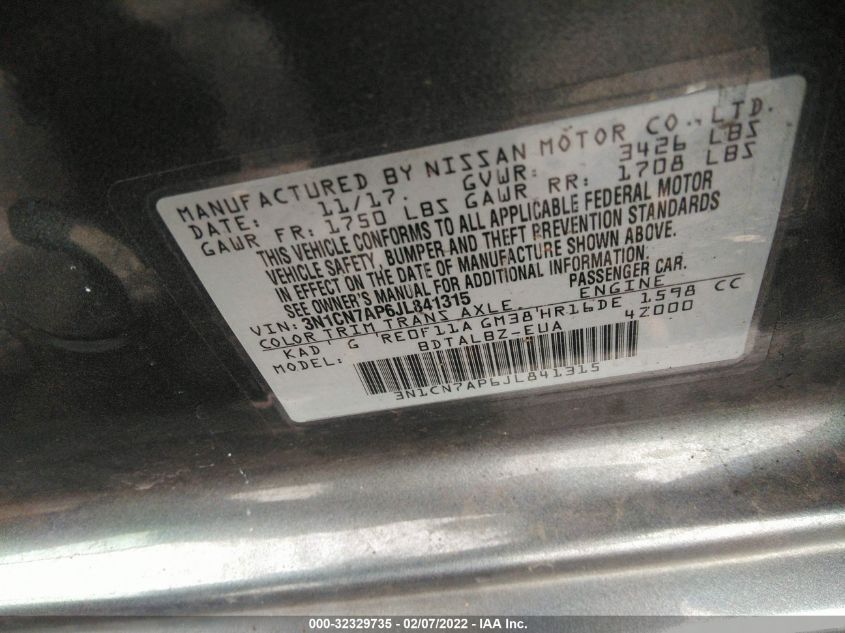 MANUFACTURED BY NISSAN MOTOR CO., LTD.
DATE: 11/17. GVWR: 3426 LBS
GAWR FR: 1750 LBS GAWR RR: 1708 LBS
THIS VEHICLE CONFORMS TO ALL APPLICABLE FEDERAL MOTOR
VEHICLE SAFETY, BUMPER AND THEFT PREVENTION STANDARDS
IN EFFECT ON THE DATE OF MANUFACTURE SHOWN ABOVE.
SEE OWNER'S MANUAL FOR ADDITIONAL INFORMATION.
VIN: 3N1CN7AP6JL841315 PASSENGER CAR.
COLOR TRIM TRANS AXLE ENGINE
KAD G RE0F11A GM38 HR16DE 1598 CC
MODEL: BDTALBZ-EUA 4Z000
3N1CN7AP6JL841315
000-32329735 - 02/07/2022 - IAA Inc.